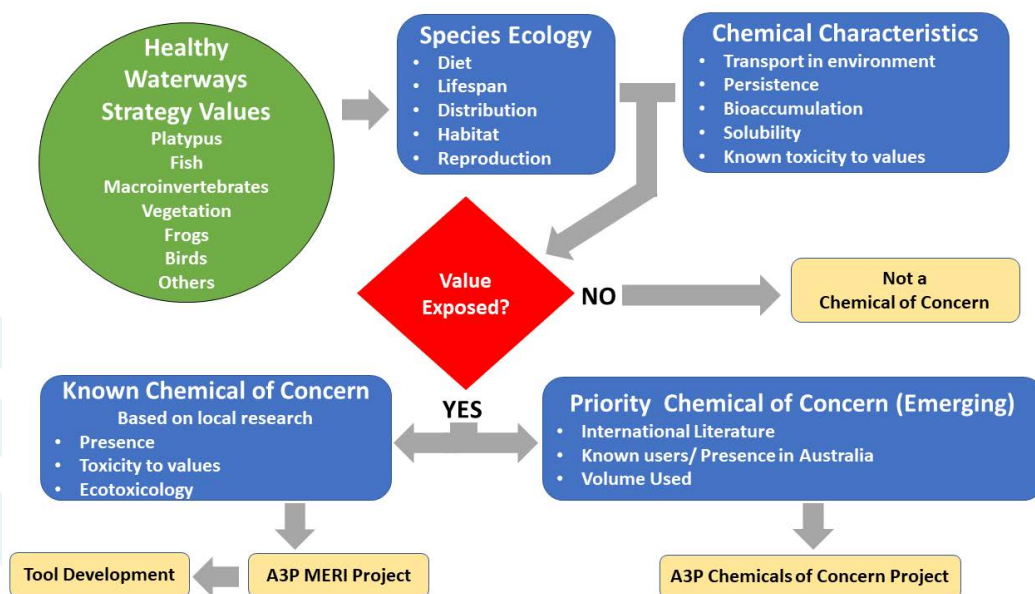 Healthy
Waterways
Strategy Values
Platypus
Fish
Macroinvertebrates
Vegetation
Frogs
Birds
Others
Species Ecology
• Diet
• Lifespan
• Distribution
• Habitat
• Reproduction
Chemical Characteristics
• Transport in environment
• Persistence
• Bioaccumulation
• Solubility
• Known toxicity to values
Value
Exposed?
NO
Not a
Chemical of Concern
YES
Known Chemical of Concern
Based on local research
• Presence
• Toxicity to values
• Ecotoxicology
Priority Chemical of Concern (Emerging)
• International Literature
• Known users/ Presence in Australia
• Volume Used
Tool Development
A3P MERI Project
A3P Chemicals of Concern Project